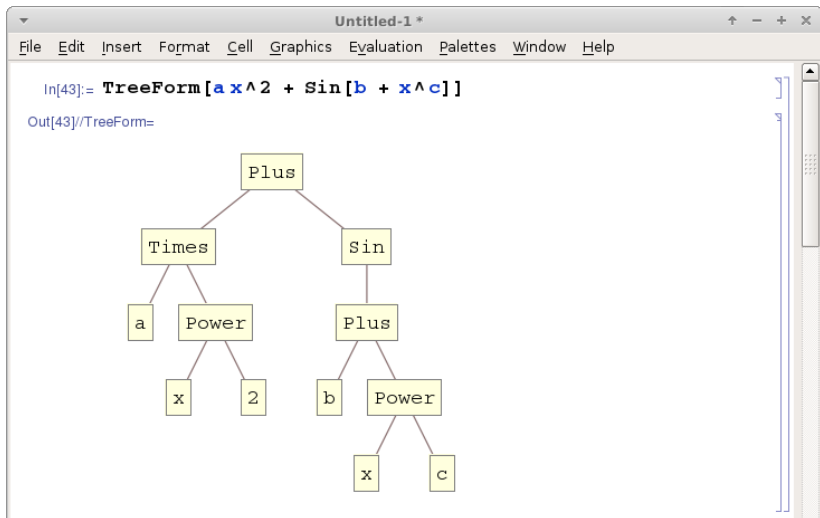 Untitled-1 *
File Edit Insert Format Cell Graphics Evaluation Palettes Window Help
In[43]:= TreeForm[a x^2 + Sin[b + x^c]]
Out[43]//TreeForm=
Plus
Times Sin
a Power Plus
x 2 b Power
x c